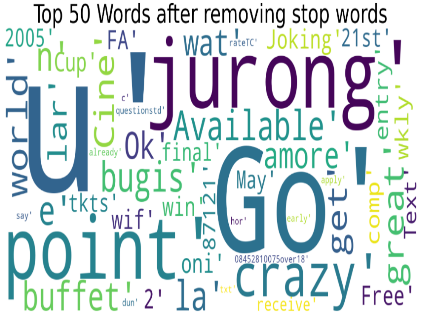 Top 50 Words after removing stop words
2005'
n'
FA'
wat'
rateTC'
Joking'
21st'
Cup'
c'
questionstd'
jurong'
world'
lar'
Cine'
u'
'
Ok'
Available'
entry'
wkly'
already'
final'
amore'
bugis'
May'
Go'
get'
apply'
comp'
great'
Text'
e'
tkts'
win
87121'
say'
wif'
hor'
early'
point'
oni'
08452810075over18'
crazy'
buffet'
dun'
2'
la'
txt'
receive'
Free'